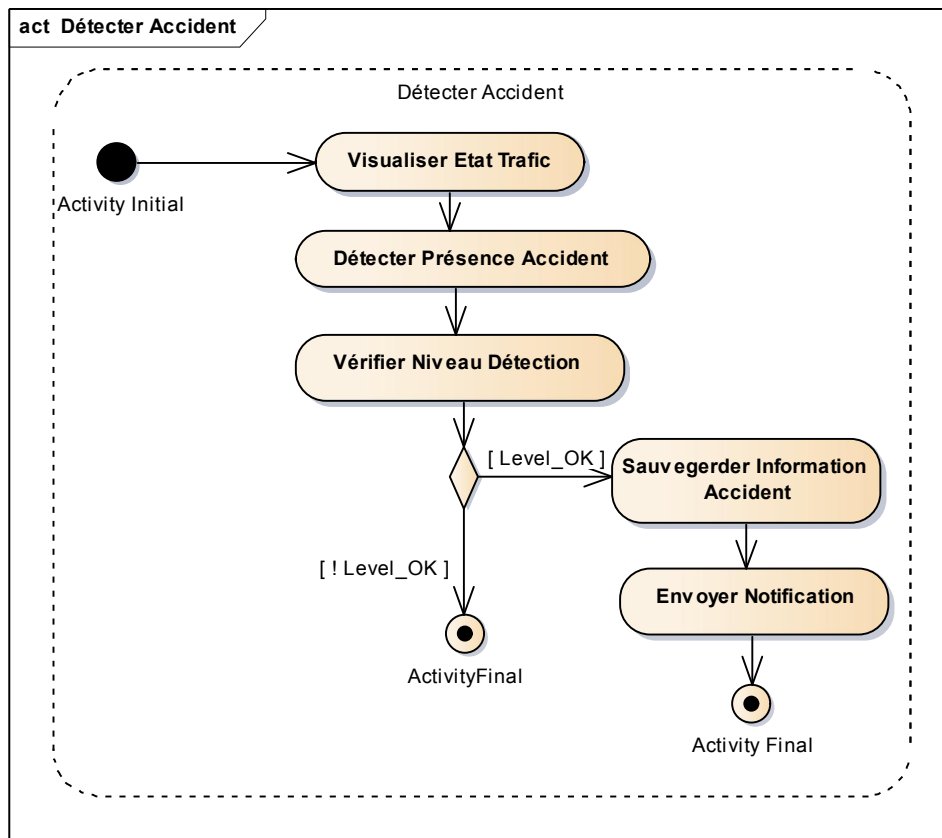 act Détecter Accident
Détecter Accident
Activity Initial
Visualiser Etat Trafic
Détecter Présence Accident
Vérifier Niveau Détection
[ Level_OK ]
Sauvegerder Information
Accident
[ ! Level_OK ]
Envoyer Notification
ActivityFinal
Activity Final